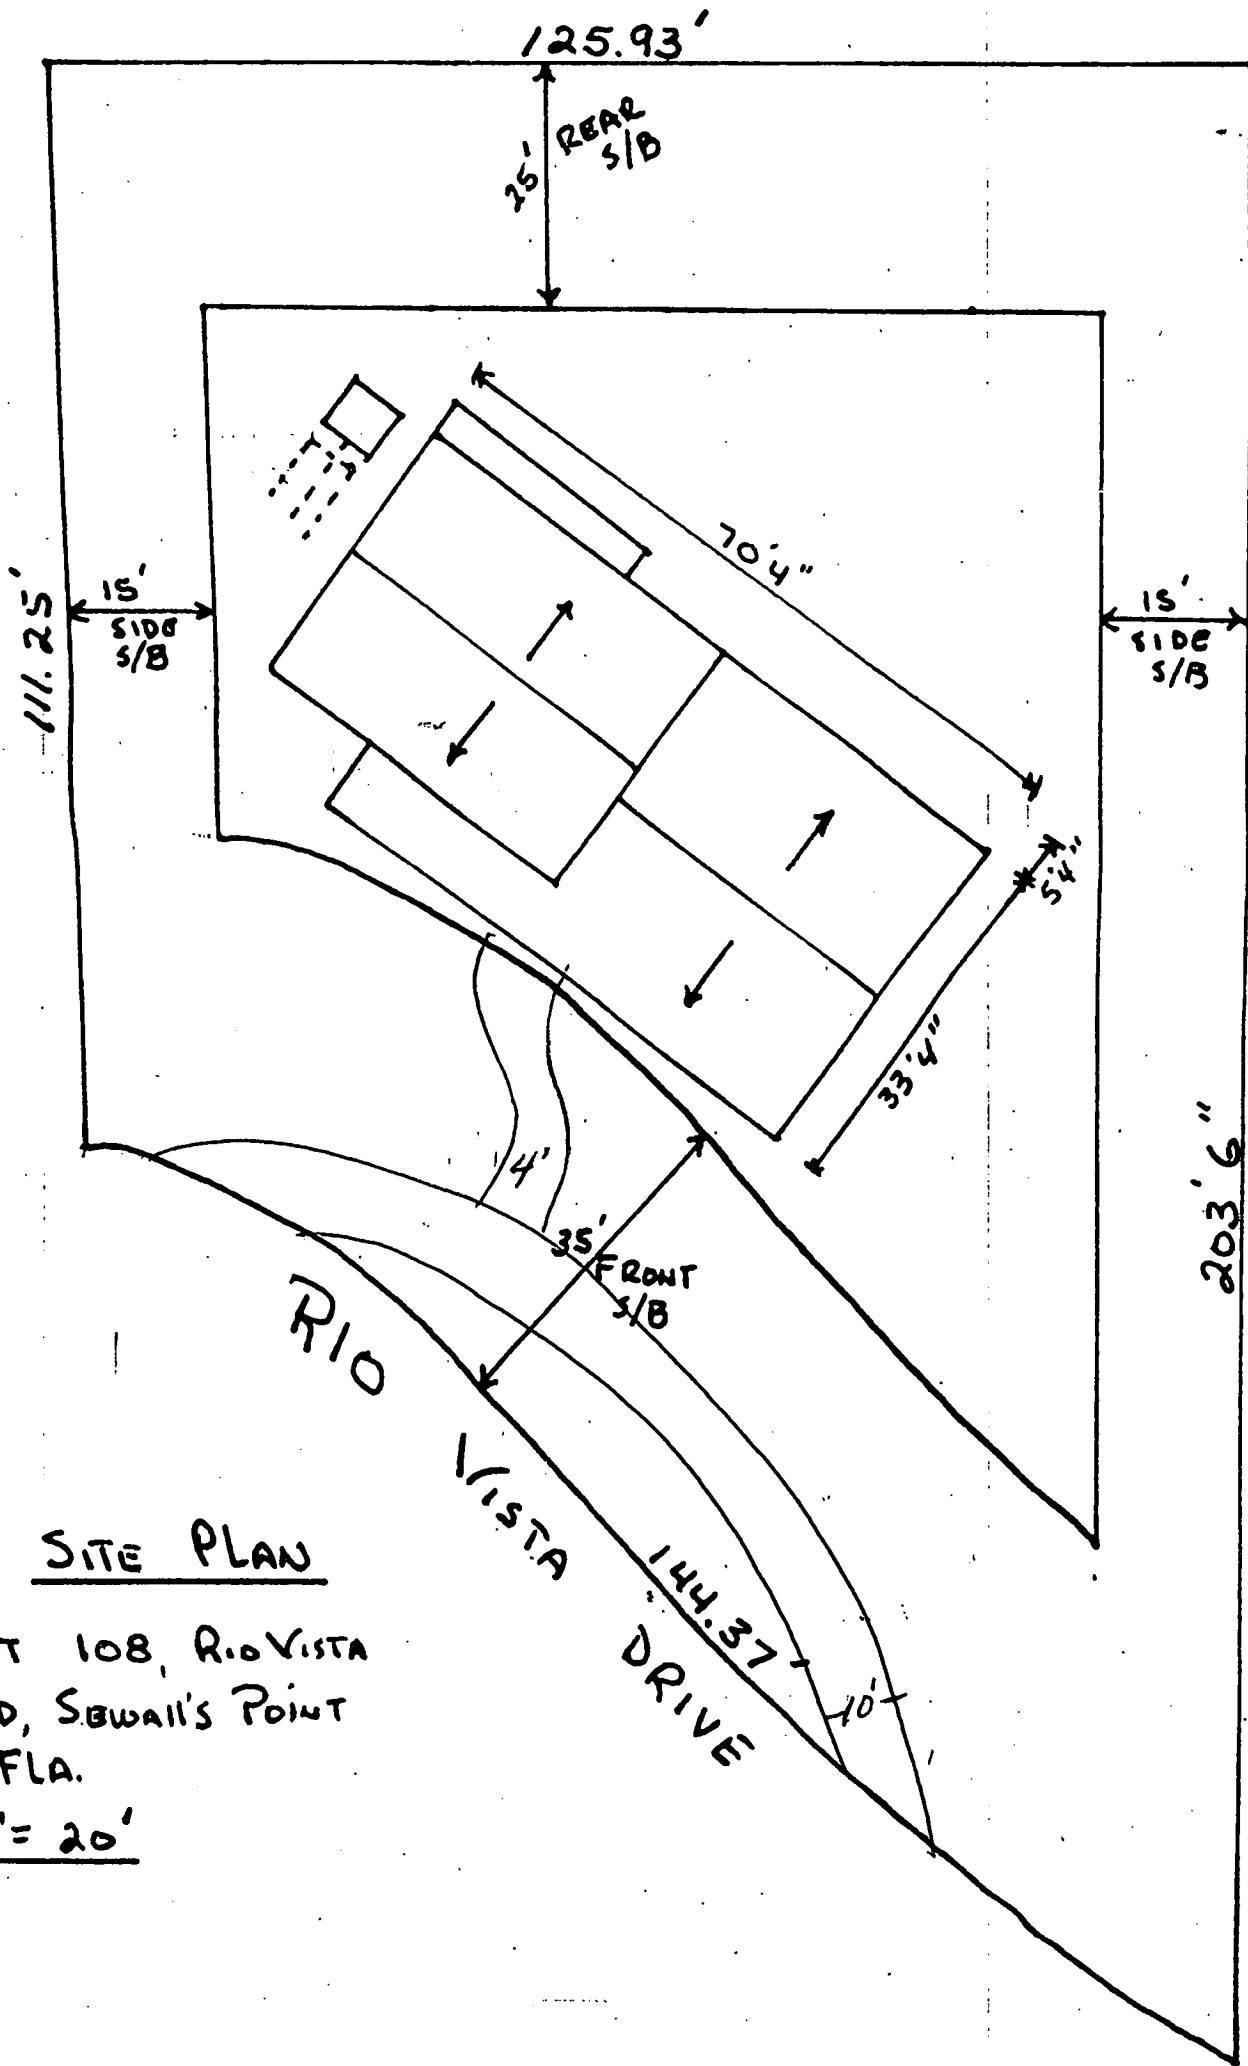 125.93'
25' REAR
S/B
70'4"
111.25'
15'
SIDE
S/B
15'
SIDE
S/B
5'4"
33'4"
203' 6"
4'
35'
FRONT
S/B
RIO
VISTA
DRIVE
144.37
10'
SITE PLAN
T 108, RIO VISTA
D, SEWALL'S POINT
FLA.
'= 20'